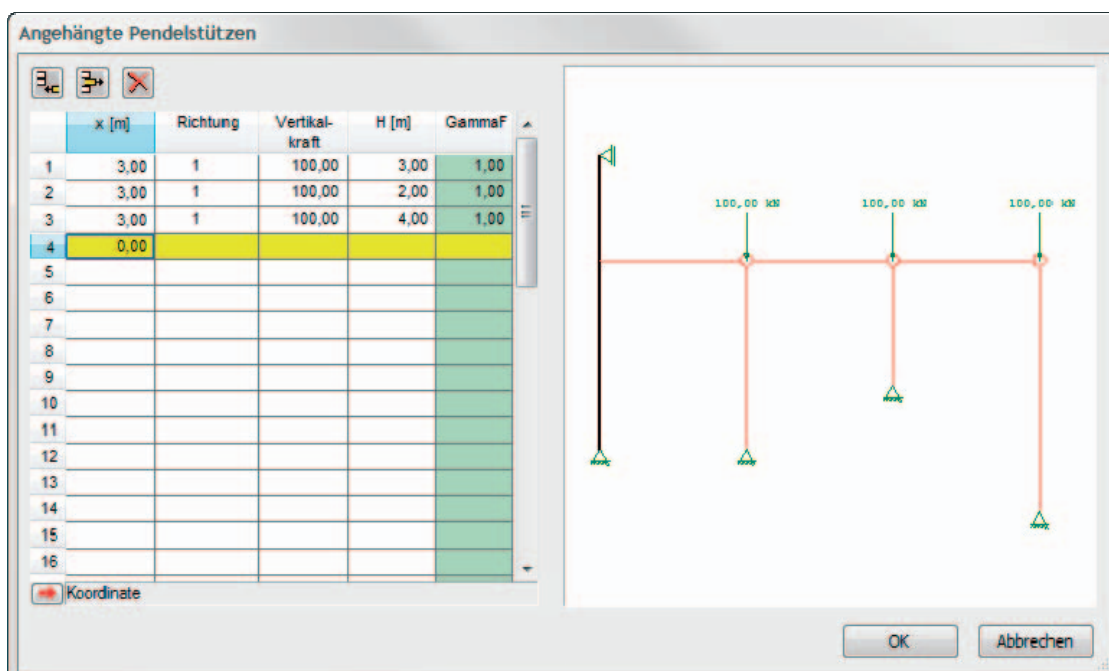 Angehängte Pendelstützen
x [m] Richtung Vertikal-kraft H [m] GammaF
1 3,00 1 100,00 3,00 1,00
2 3,00 1 100,00 2,00 1,00
3 3,00 1 100,00 4,00 1,00
4 0,00
5
6
7
8
9
10
11
12
13
14
15
16
Koordinate
100,00 kN 100,00 kN 100,00 kN
OK Abbrechen